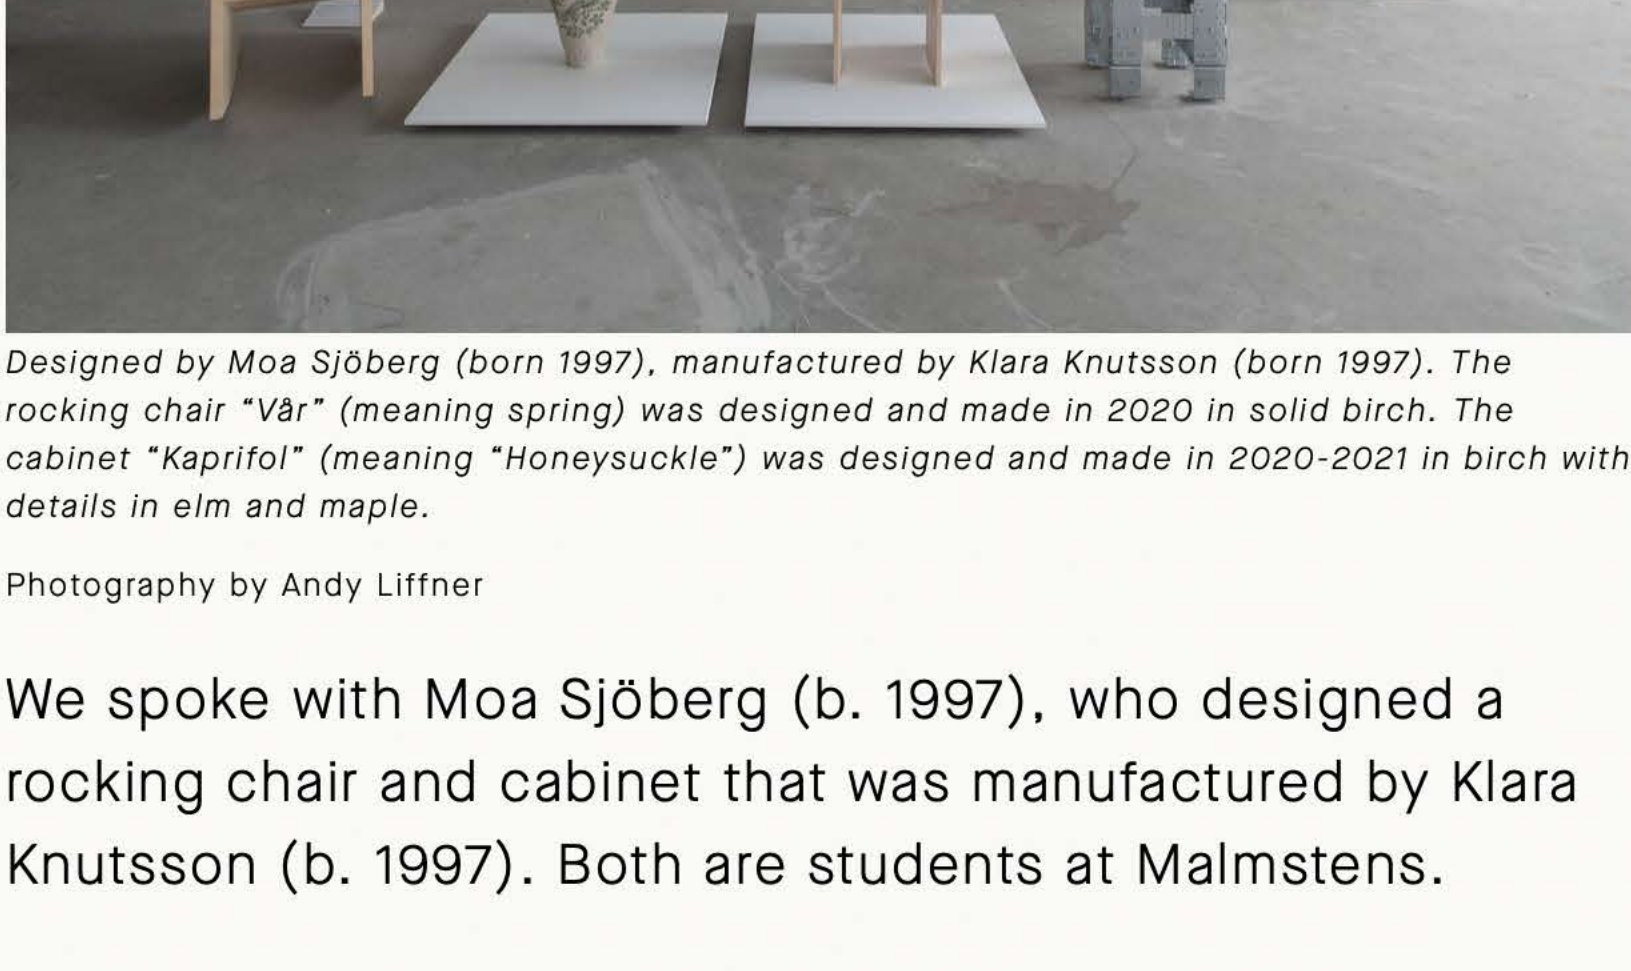 Designed by Moa Sjöberg (born 1997), manufactured by Klara Knutsson (born 1997). The
rocking chair “Vår” (meaning spring) was designed and made in 2020 in solid birch. The
cabinet “Kaprifol” (meaning “Honeysuckle”) was designed and made in 2020-2021 in birch with
details in elm and maple.
Photography by Andy Liffner
We spoke with Moa Sjöberg (b. 1997), who designed a
rocking chair and cabinet that was manufactured by Klara
Knutsson (b. 1997). Both are students at Malmstens.